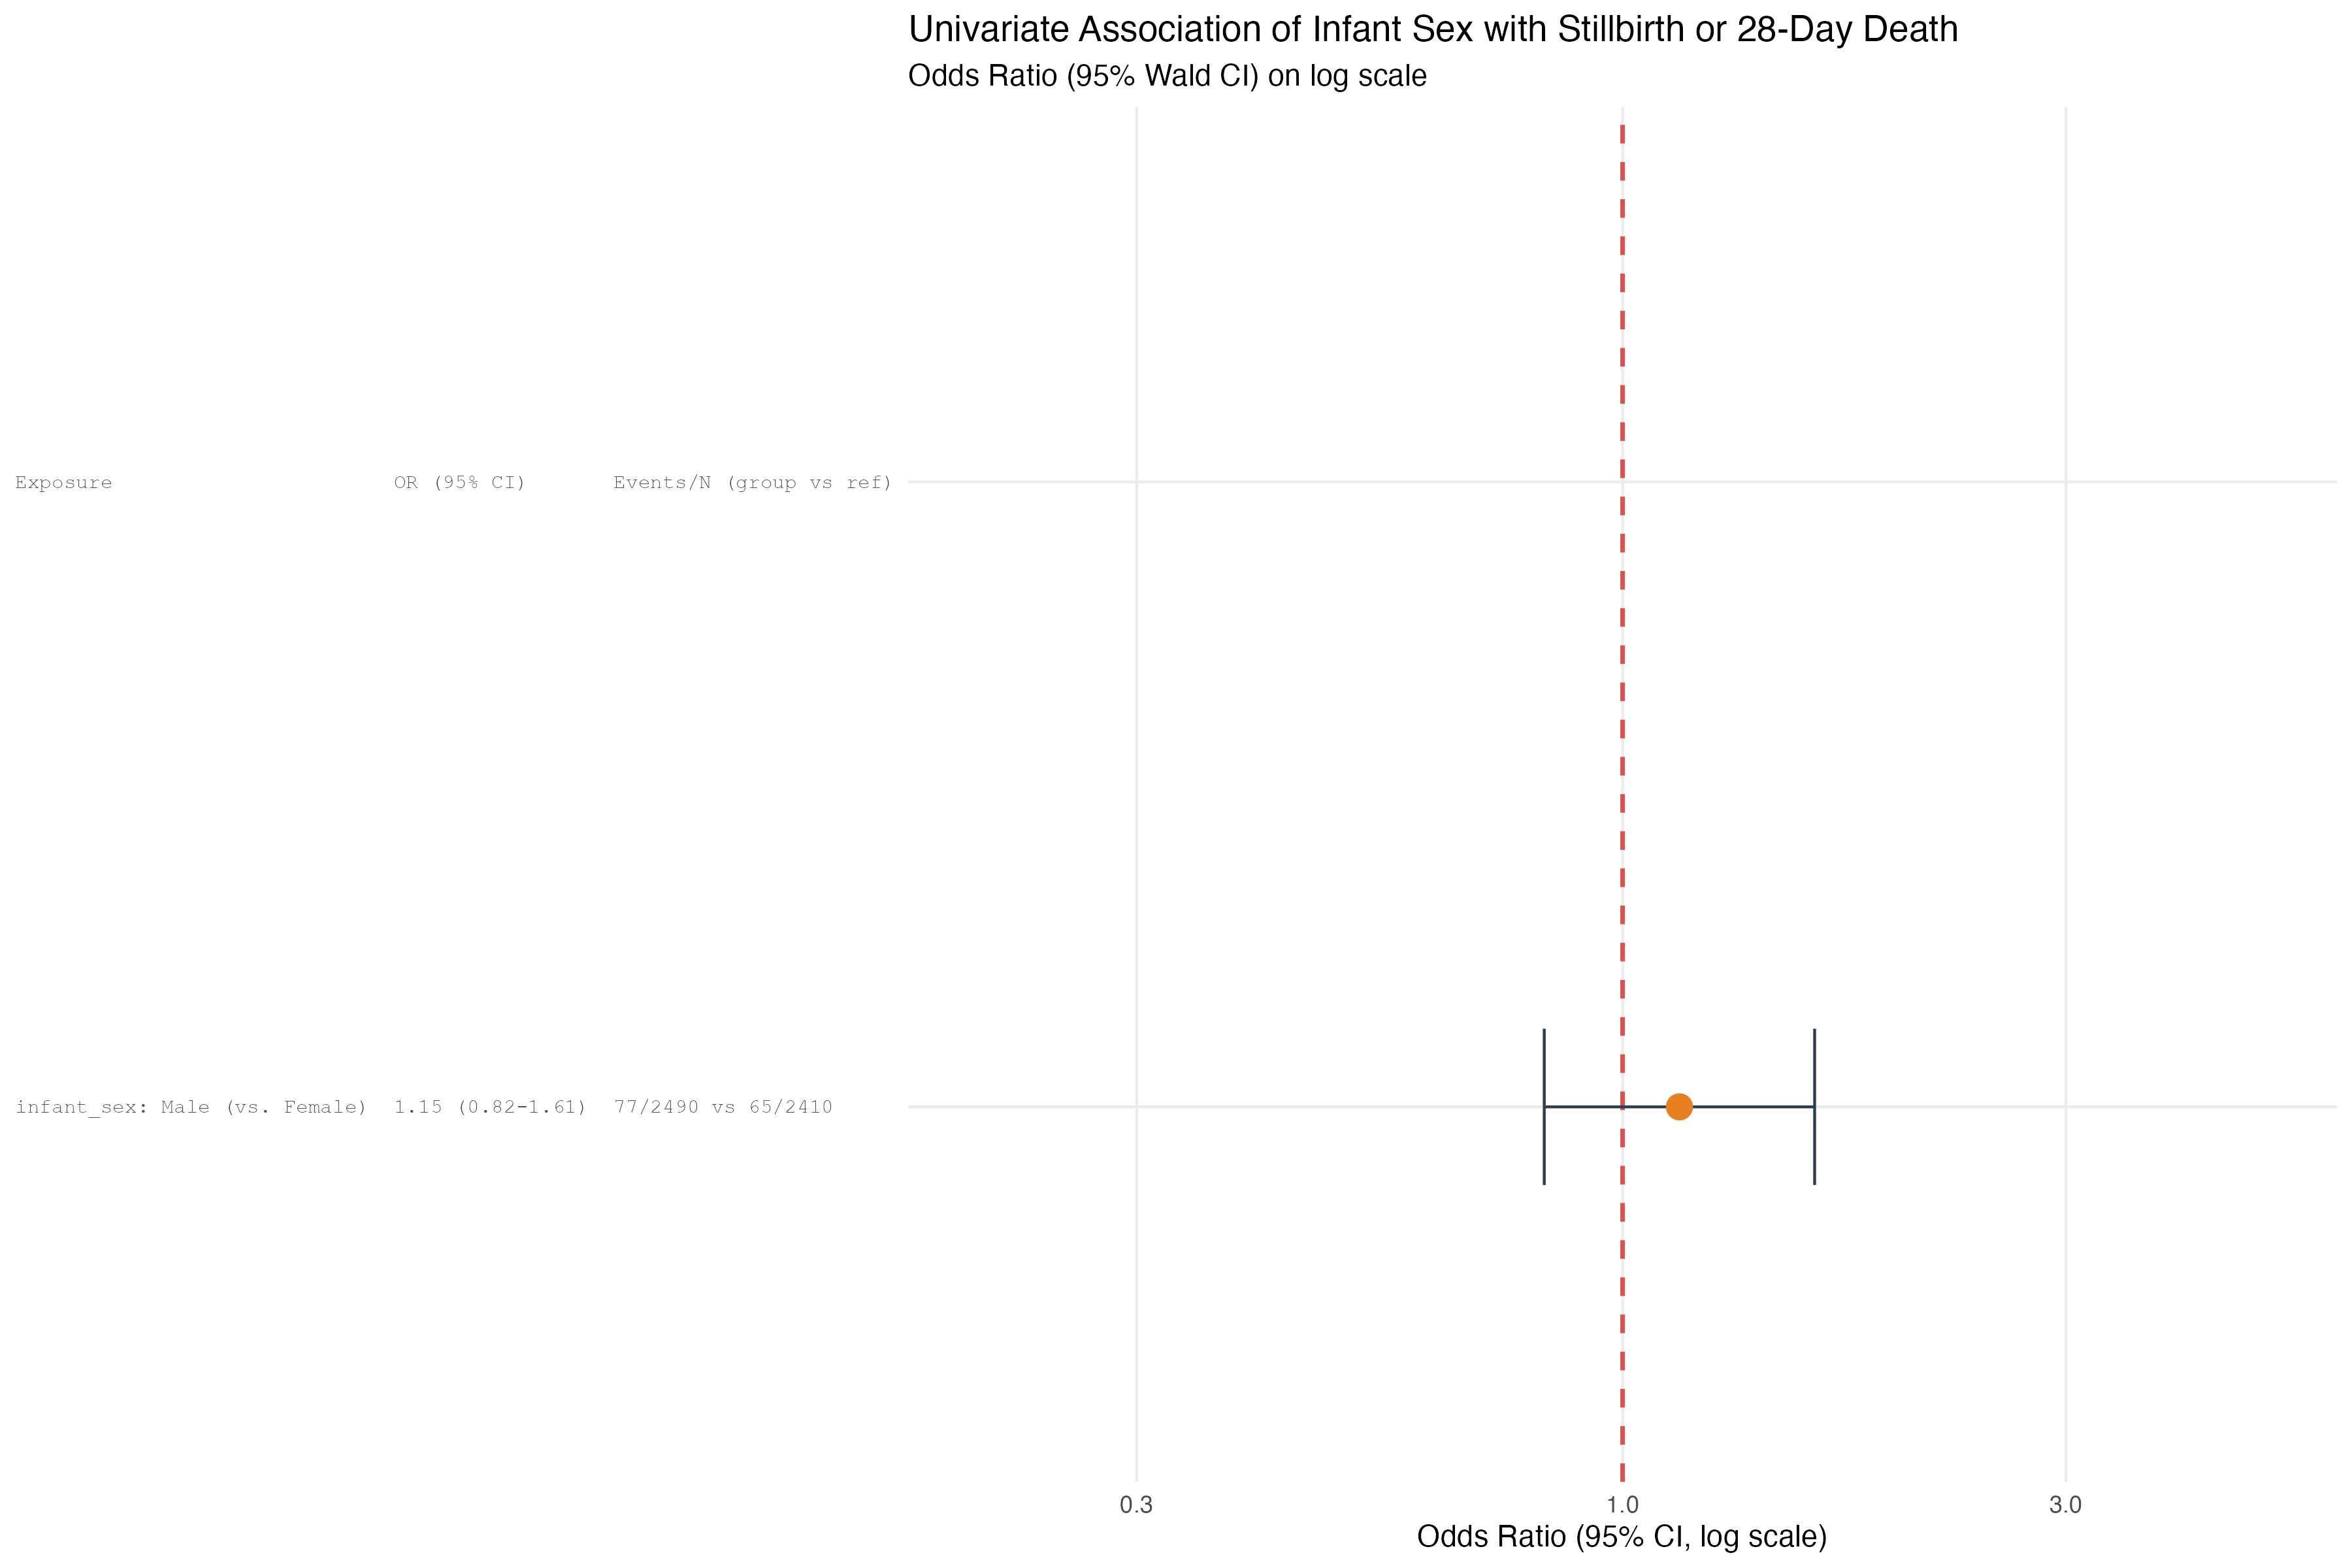 Univariate Association of Infant Sex with Stillbirth or 28-Day Death
Odds Ratio (95% Wald CI) on log scale
Exposure OR (95% CI) Events/N (group vs ref)
infant_sex: Male (vs. Female) 1.15 (0.82-1.61) 77/2490 vs 65/2410
0.3 1.0 3.0
Odds Ratio (95% CI, log scale)